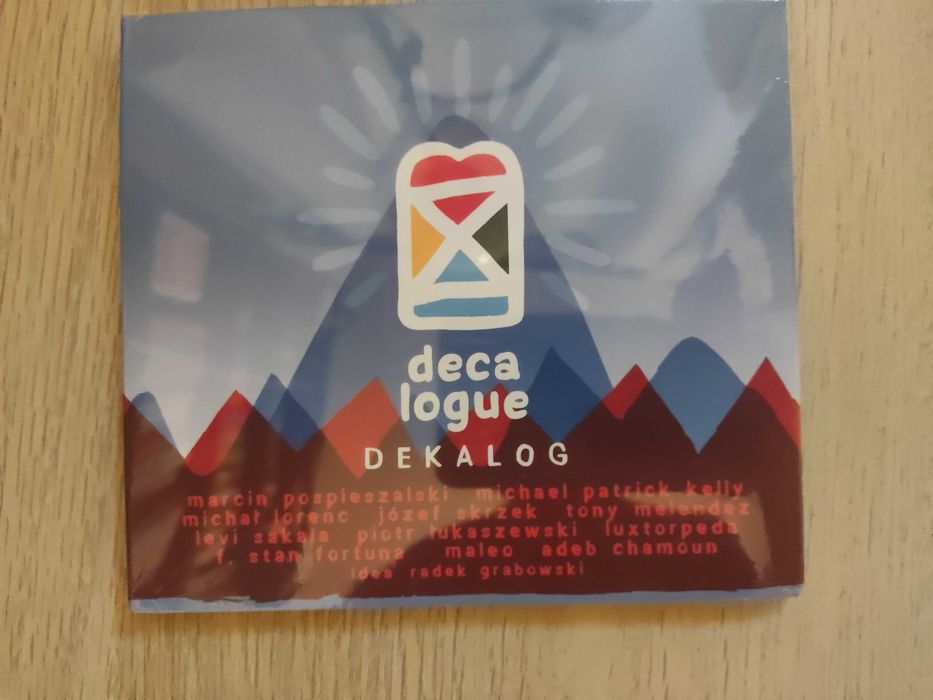 deca
logue
DEKALOG
marcin pospieszalski michael patrick kelly
michał lorenc józef skrzek tony melendez
levi sakala piotr łukaszewski luxtorpeda
f. stan fortuna maleo adeb chamoun
idea radek grabowski